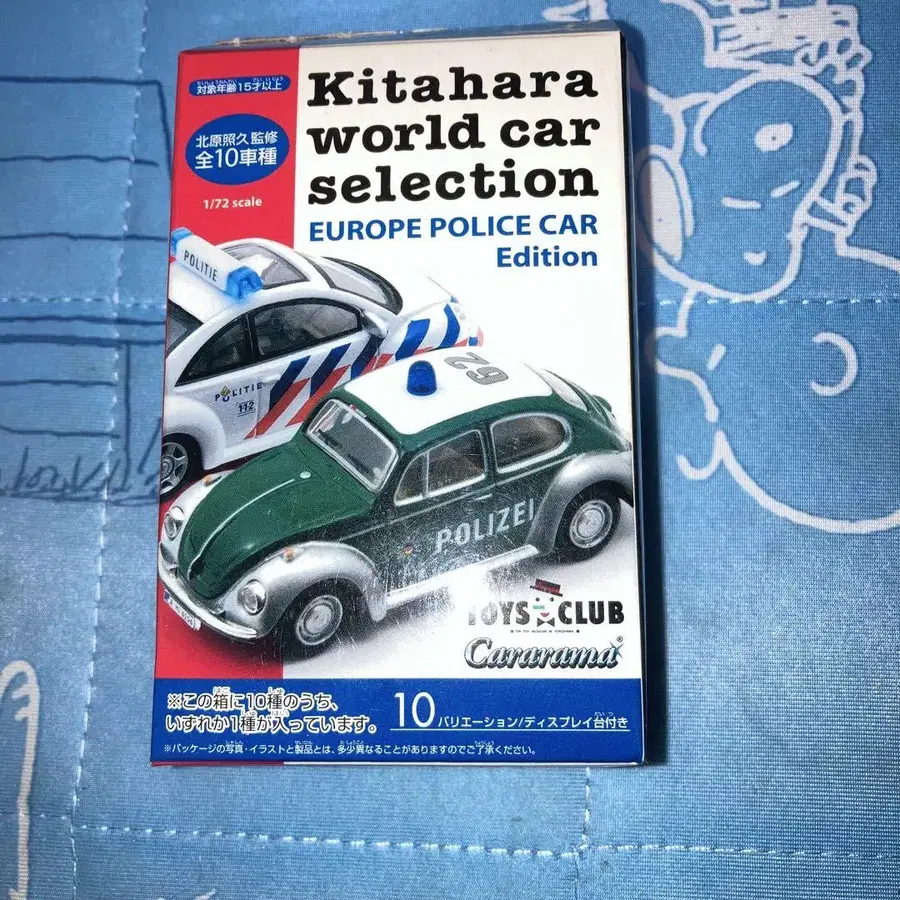 対象年齢15才以上
北原照久監修
全10車種
1/72 scale
Kitahara
world car
selection
EUROPE POLICE CAR
Edition
POLITIE
POLITIE
112
62
POLIZEI
TOYS CLUB
Cararama®
※この箱に10種のうち、
いずれか1種が入っています。
10バリエーション/ディスプレイ台付き
※パッケージの写真・イラストと製品とは、多少異なることがありますのでご了承ください。